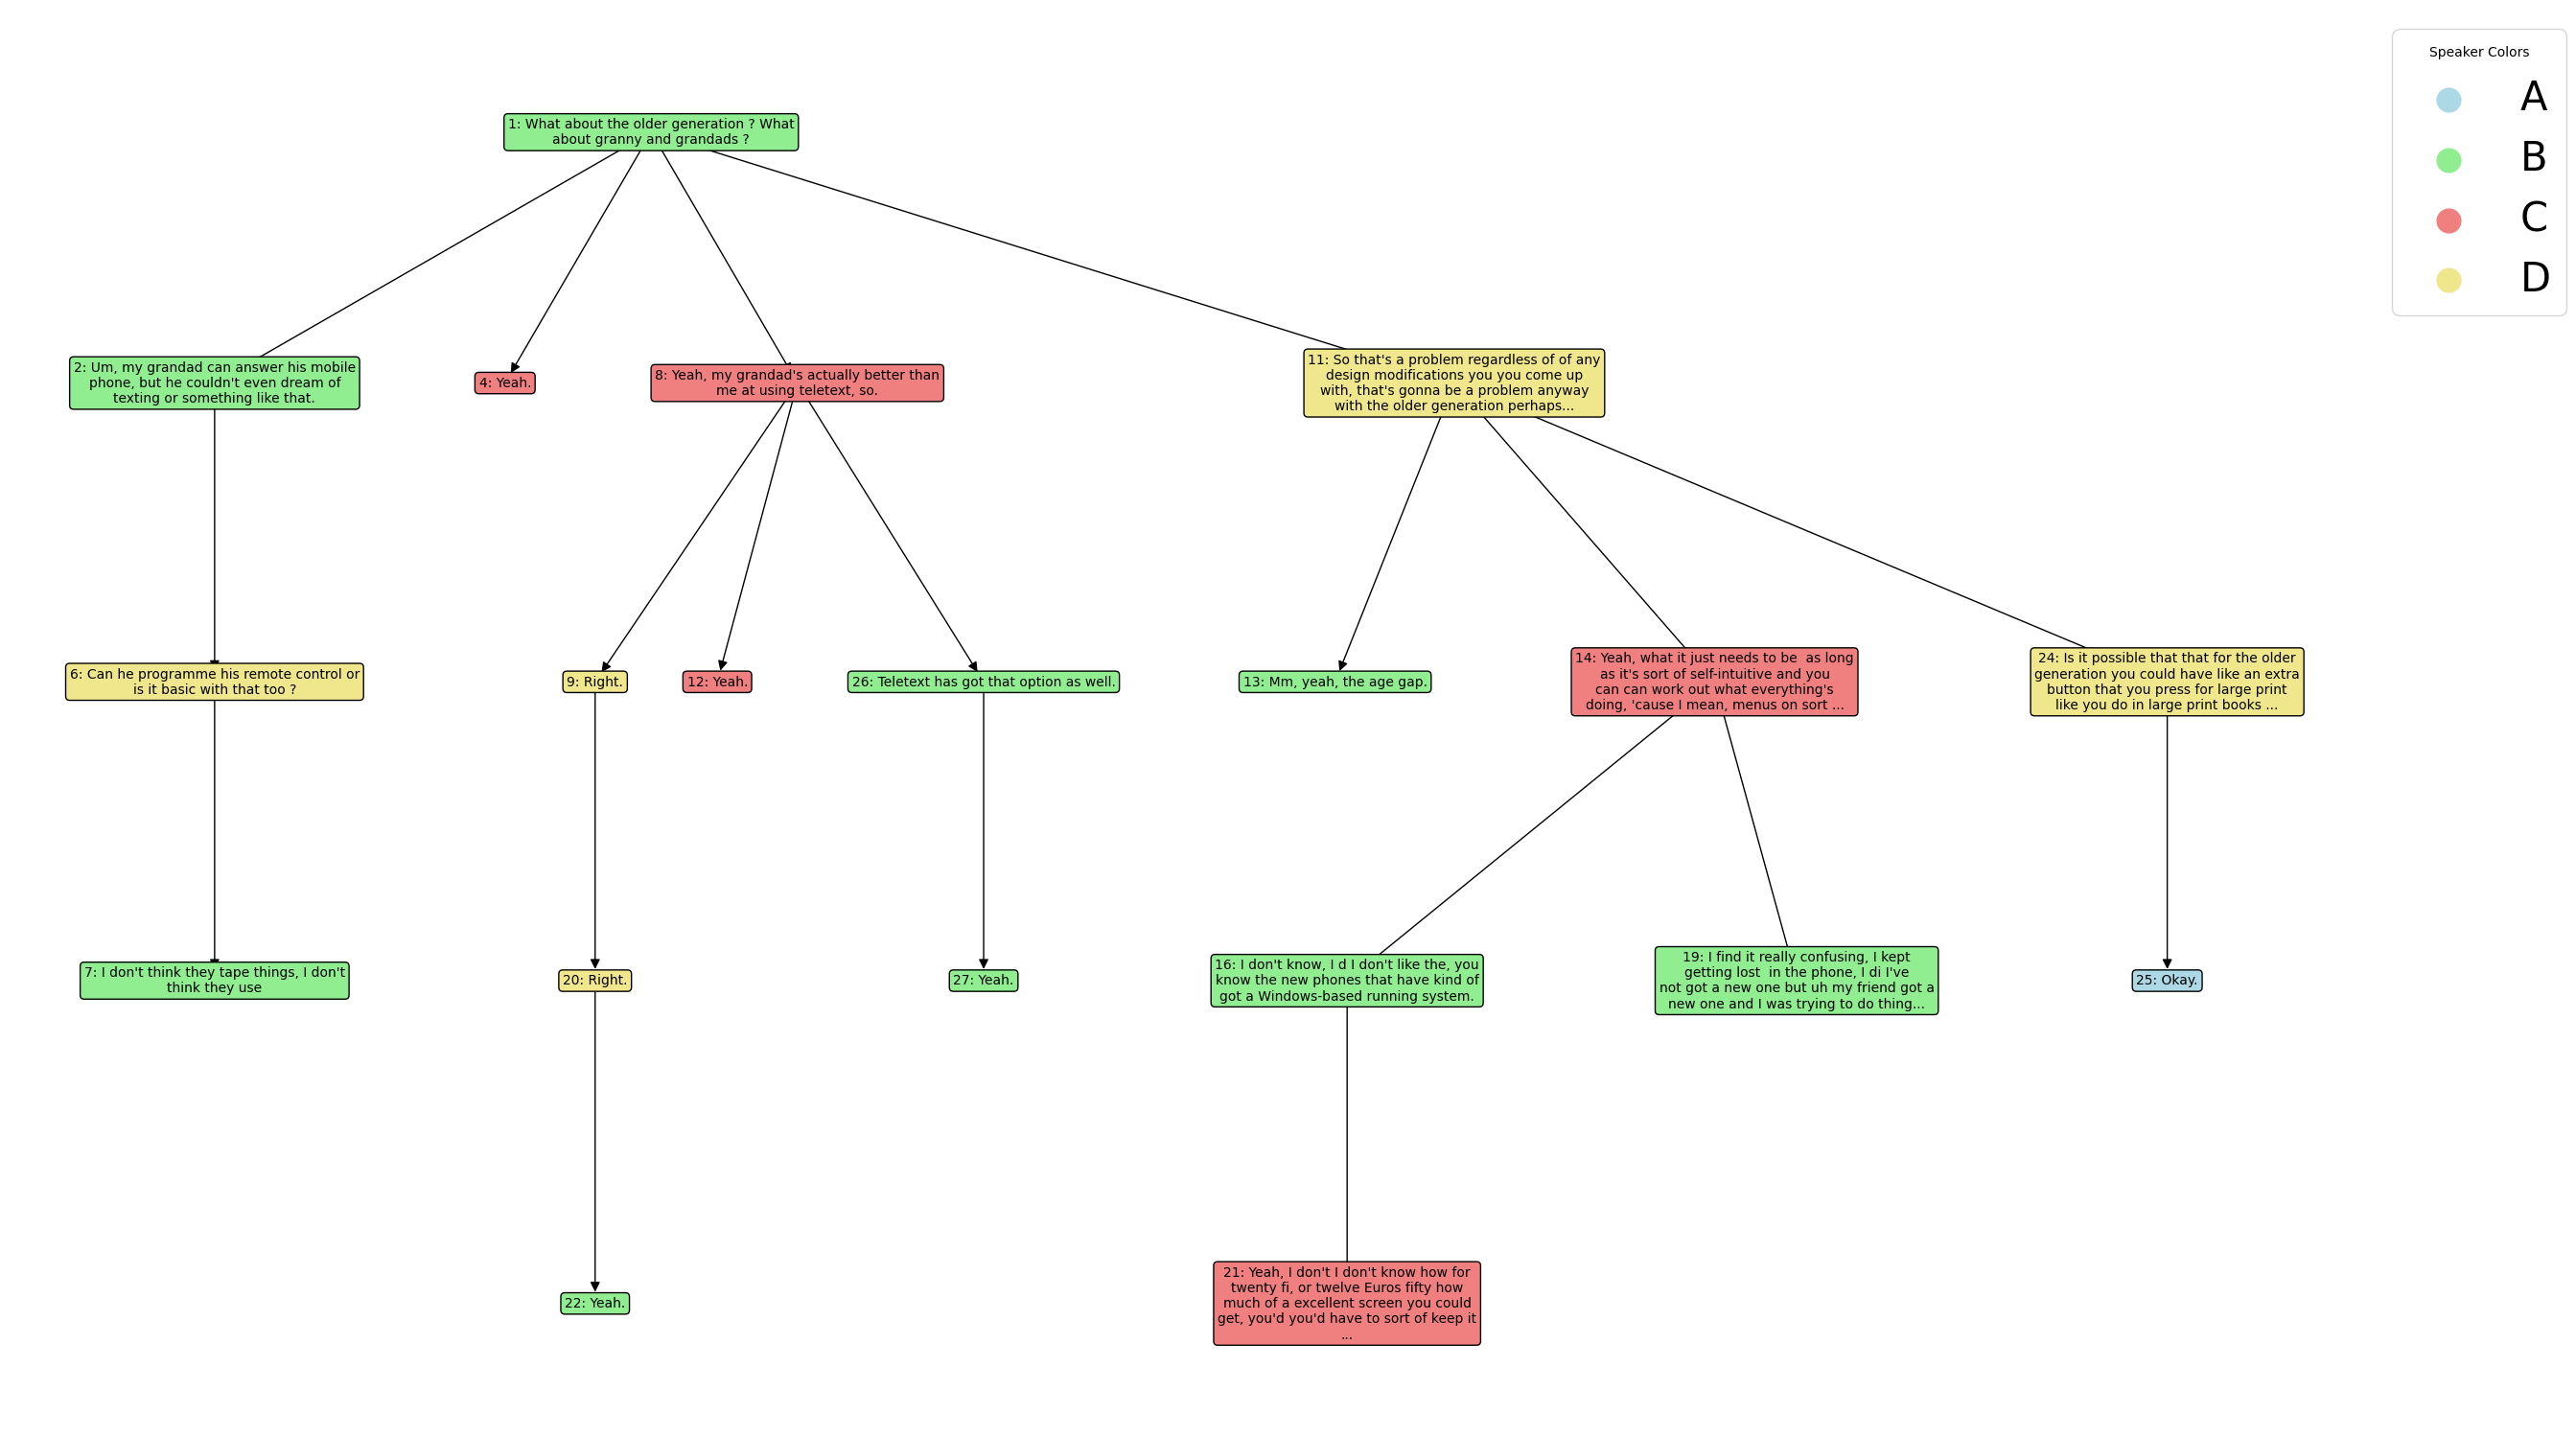 Speaker Colors
A
B
C
D
1: What about the older generation ? What
about granny and grandads ?
2: Um, my grandad can answer his mobile
phone, but he couldn't even dream of
texting or something like that.
4: Yeah.
8: Yeah, my grandad's actually better than
me at using teletext, so.
11: So that's a problem regardless of of any
design modifications you you come up
with, that's gonna be a problem anyway
with the older generation perhaps...
6: Can he programme his remote control or
is it basic with that too ?
9: Right.
12: Yeah.
26: Teletext has got that option as well.
13: Mm, yeah, the age gap.
14: Yeah, what it just needs to be  as long
as it's sort of self-intuitive and you
can can work out what everything's
doing, 'cause I mean, menus on sort ...
24: Is it possible that that for the older
generation you could have like an extra
button that you press for large print
like you do in large print books ...
7: I don't think they tape things, I don't
think they use
20: Right.
27: Yeah.
16: I don't know, I d I don't like the, you
know the new phones that have kind of
got a Windows-based running system.
19: I find it really confusing, I kept
getting lost  in the phone, I di I've
not got a new one but uh my friend got a
new one and I was trying to do thing...
25: Okay.
22: Yeah.
21: Yeah, I don't I don't know how for
twenty fi, or twelve Euros fifty how
much of a excellent screen you could
get, you'd you'd have to sort of keep it
...